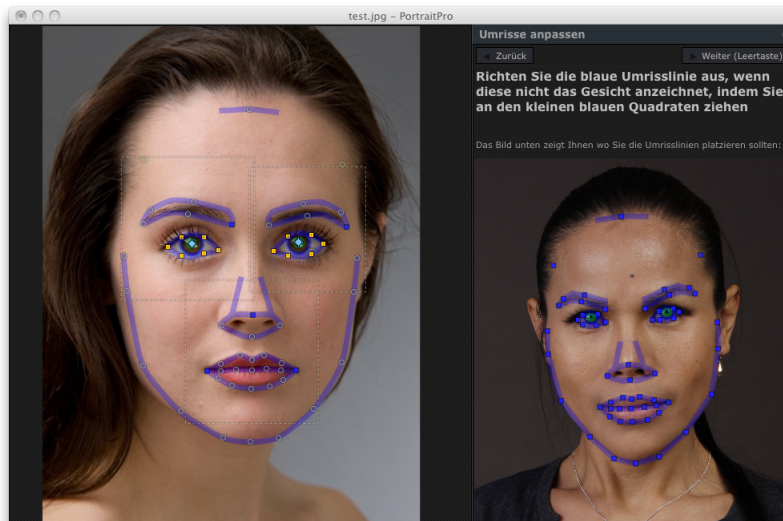 test.jpg – PortraitPro
Umrisse anpassen
Zurück
Weiter (Leertaste)
Richten Sie die blaue Umrisslinie aus, wenn
diese nicht das Gesicht anzeichnet, indem Sie
an den kleinen blauen Quadraten ziehen
Das Bild unten zeigt Ihnen wo Sie die Umrisslinien platzieren sollten: